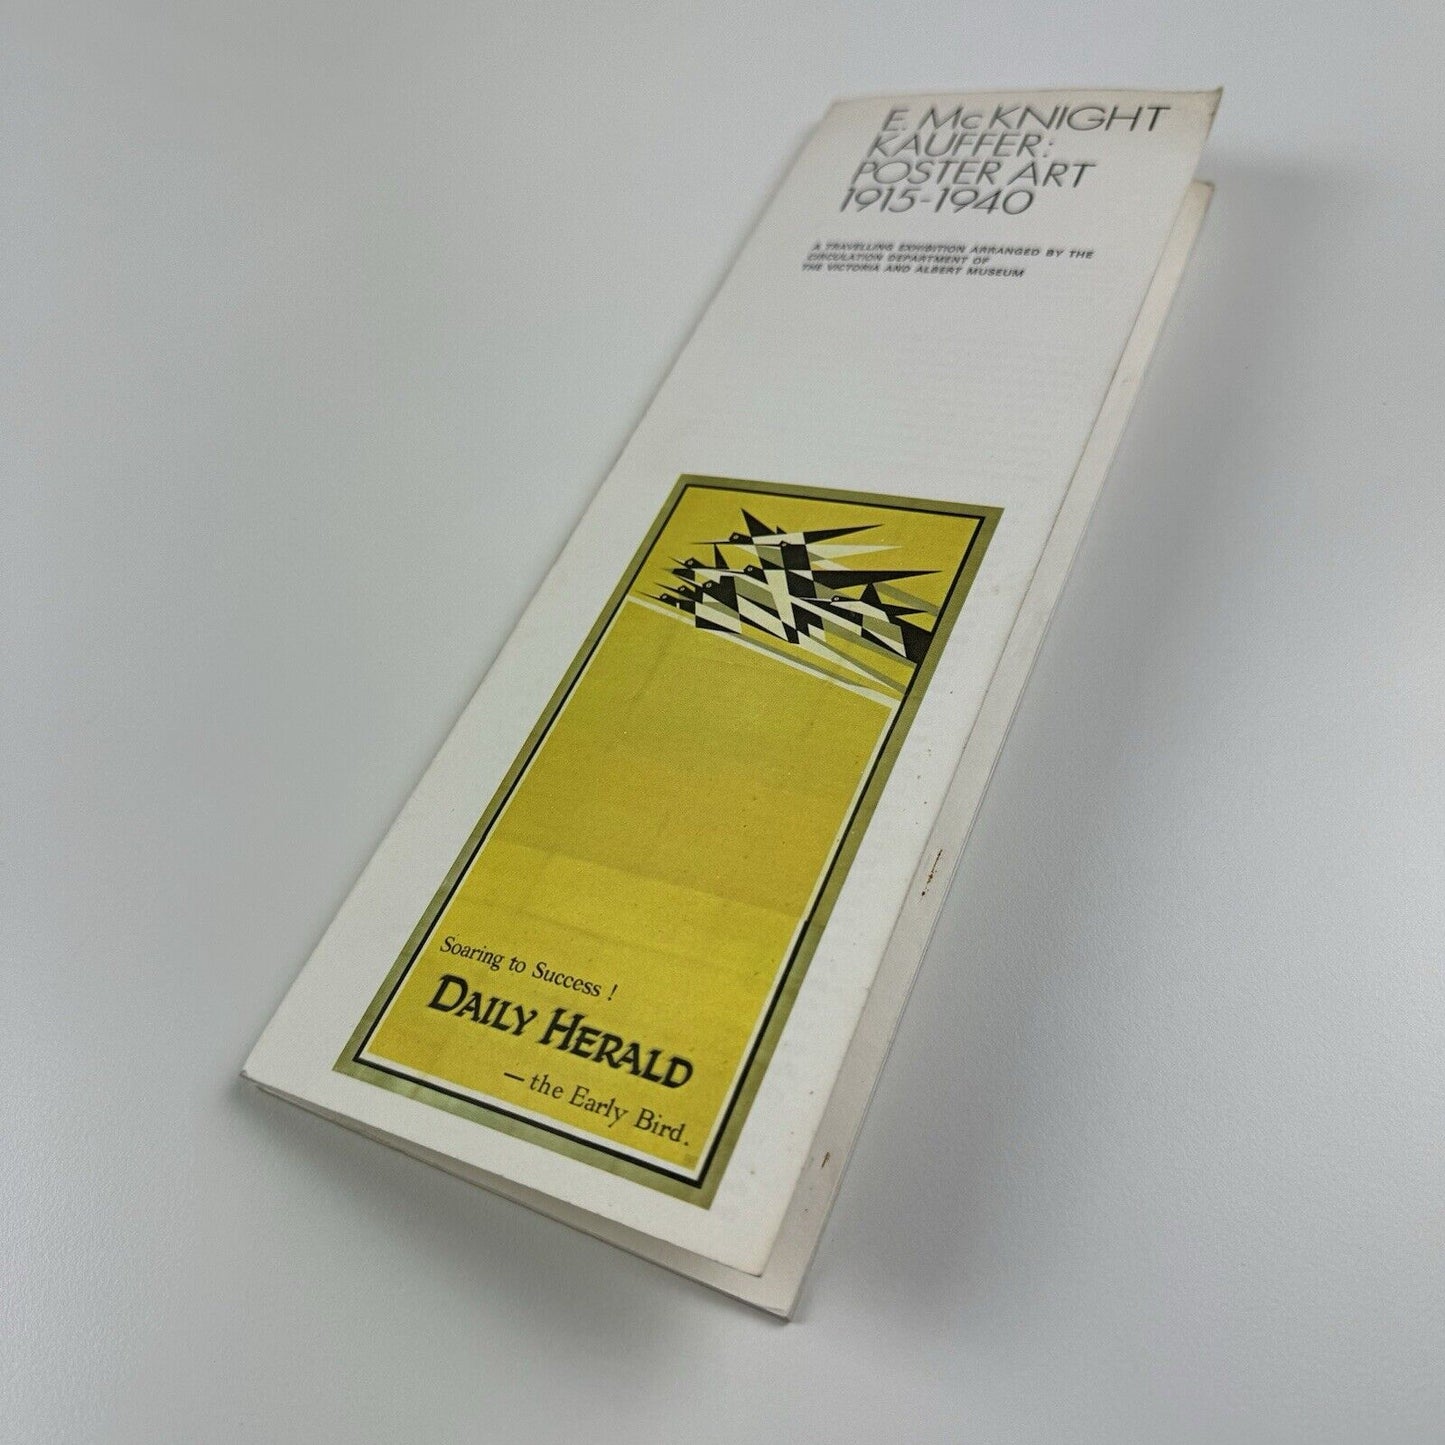 E. McKNIGHT
KAUFFER:
POSTER ART
1915-1940
A TRAVELLING EXHIBITION ARRANGED BY THE
CIRCULATION DEPARTMENT OF
THE VICTORIA AND ALBERT MUSEUM
Soaring to Success !
DAILY HERALD
— the Early Bird.